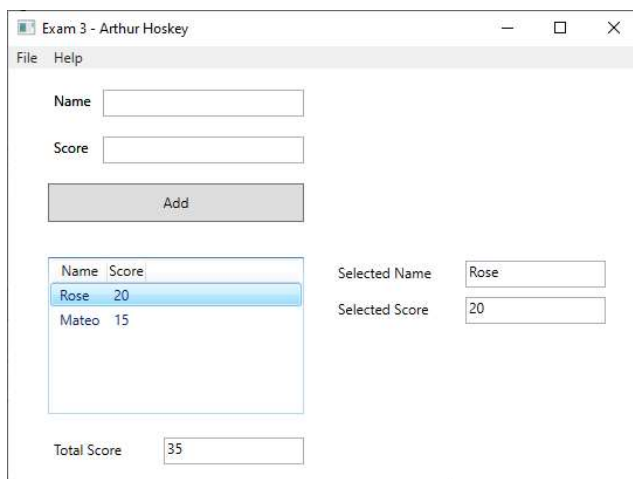 Exam 3 - Arthur Hoskey
File Help
Name
Score
Add
Name Score
Rose 20
Mateo 15
Selected Name Rose
Selected Score 20
Total Score 35